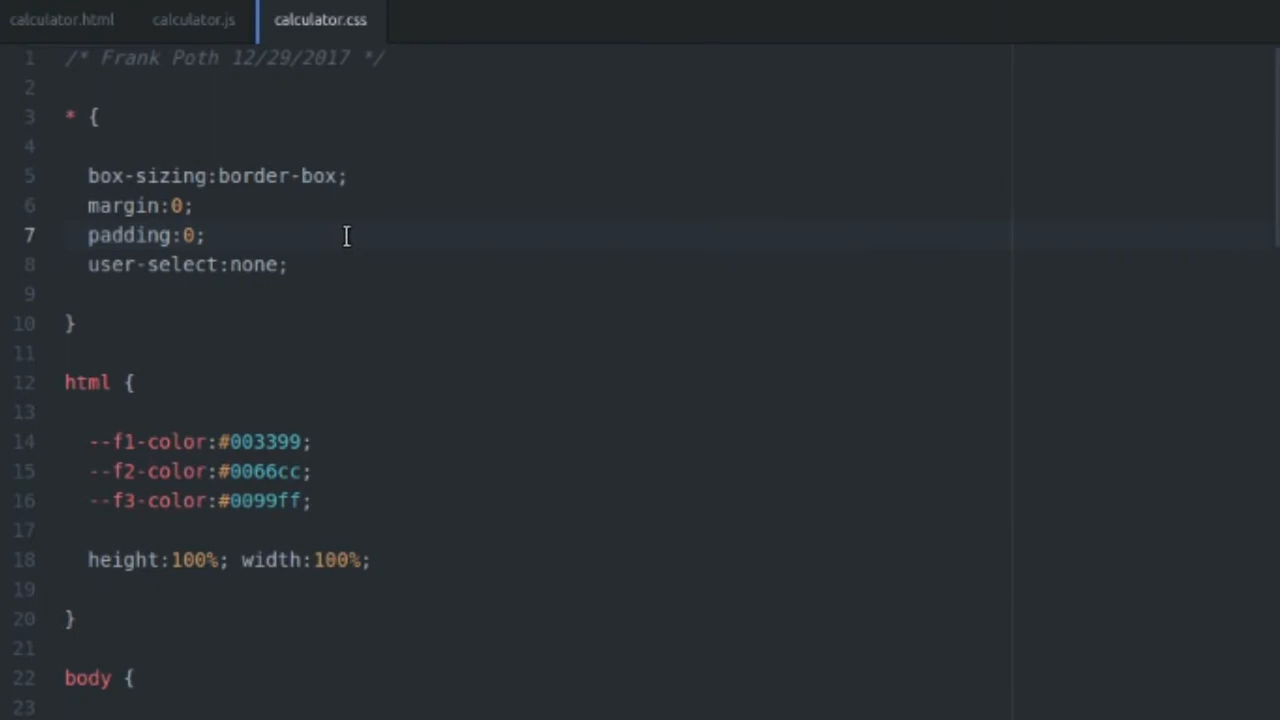 calculator.html calculator.js calculator.css
1 /* Frank Poth 12/29/2017 */
2
3 * {
4
5 box-sizing:border-box;
6 margin:0;
7 padding:0;
8 user-select:none;
9
10 }
11
12 html {
13
14 --f1-color:#003399;
15 --f2-color:#0066cc;
16 --f3-color:#0099ff;
17
18 height:100%; width:100%;
19
20 }
21
22 body {
23